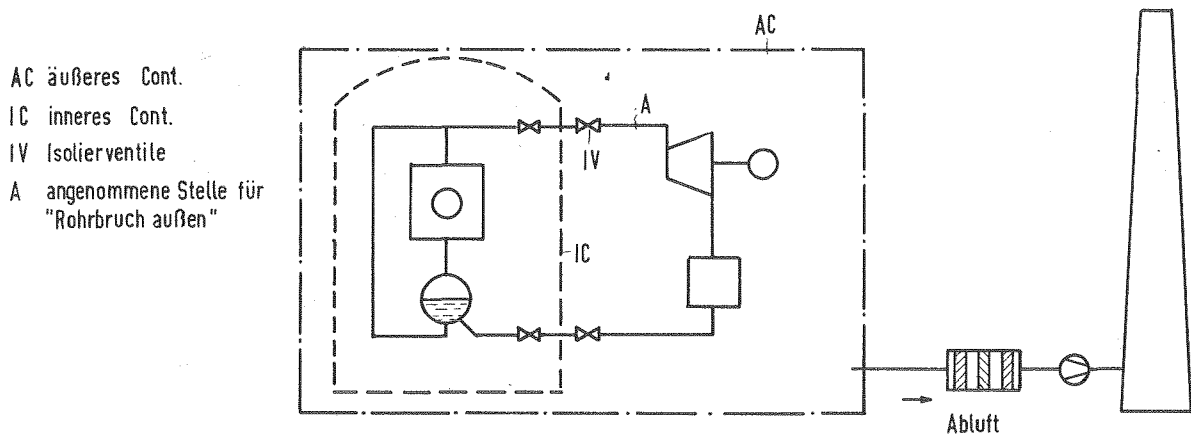 AC äußeres Cont.
IC inneres Cont.
IV Isolierventile
A angenommene Stelle für
"Rohrbruch außen"
AC
A
IV
IC
Abluft